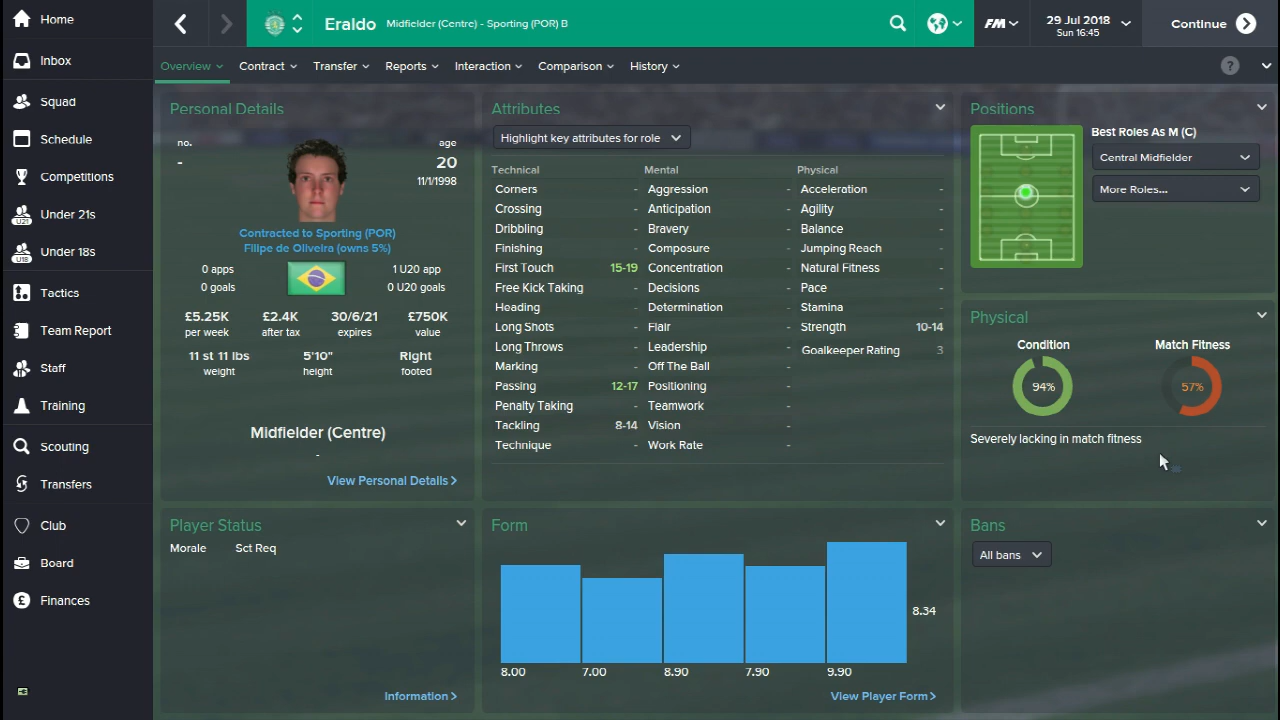 Home
Inbox
Squad
Schedule
Competitions
U21
Under 21s
U18
Under 18s
Tactics
Team Report
Staff
Training
Scouting
Transfers
Club
Board
£ Finances
Eraldo Midfielder (Centre) - Sporting (POR) B
FM
29 Jul 2018
Sun 16:45
Continue
Overview Contract Transfer Reports Interaction Comparison History ?
Personal Details
no. age
- 20
11/1/1998
Contracted to Sporting (POR)
Filipe de Oliveira (owns 5%)
0 apps 1 U20 app
0 goals 0 U20 goals
£5.25K £2.4K 30/6/21 £750K
per week after tax expires value
11 st 11 lbs 5'10" Right
weight height footed
Midfielder (Centre)
-
View Personal Details >
Attributes
Highlight key attributes for role
Technical Mental Physical
Corners - Aggression - Acceleration -
Crossing - Anticipation - Agility -
Dribbling - Bravery - Balance -
Finishing - Composure - Jumping Reach -
First Touch 15-19 Concentration - Natural Fitness -
Free Kick Taking - Decisions - Pace -
Heading - Determination - Stamina -
Long Shots - Flair - Strength 10-14
Long Throws - Leadership - Goalkeeper Rating 3
Marking - Off The Ball -
Passing 12-17 Positioning -
Penalty Taking - Teamwork -
Tackling 8-14 Vision -
Technique - Work Rate -
Positions
Best Roles As M (C)
Central Midfielder
More Roles...
Physical
Condition Match Fitness
94% 57%
Severely lacking in match fitness
Player Status
Morale Sct Req
Information >
Form
8.34
8.00 7.00 8.90 7.90 9.90
View Player Form >
Bans
All bans